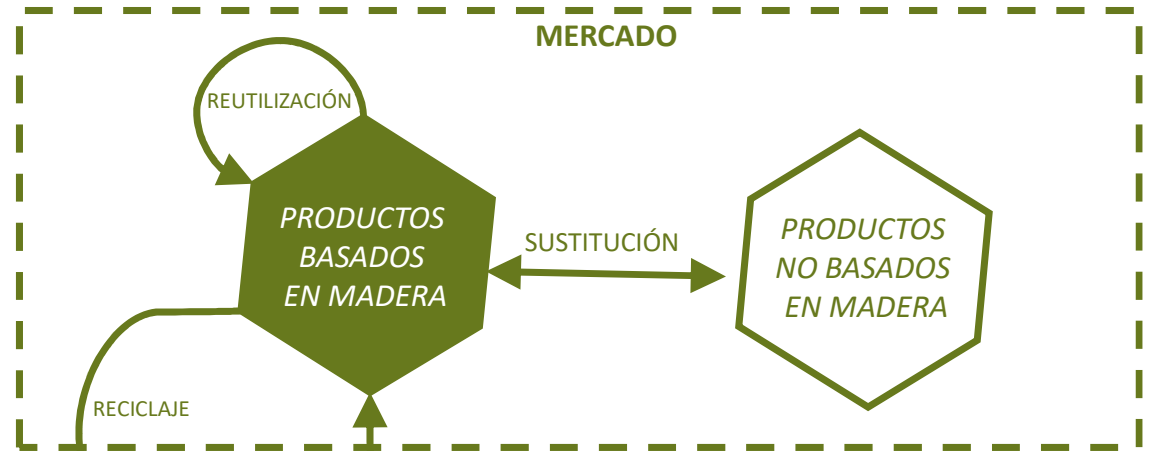 MERCADO
REUTILIZACIÓN
PRODUCTOS
BASADOS
EN MADERA
SUSTITUCIÓN
PRODUCTOS
NO BASADOS
EN MADERA
RECICLAJE